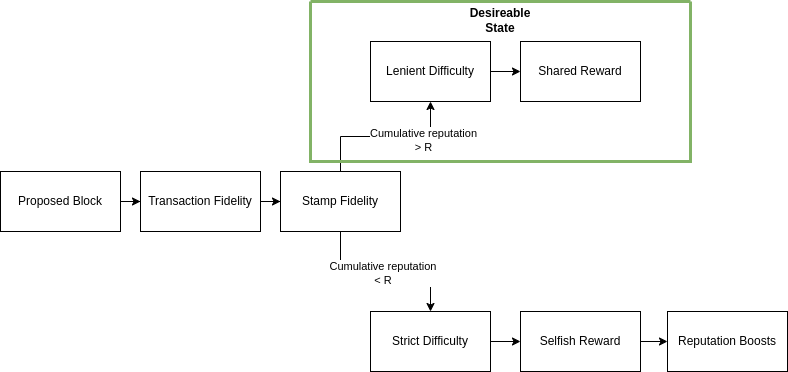 Desireable
State
Lenient Difficulty
Shared Reward
Cumulative reputation
> R
Proposed Block
Transaction Fidelity
Stamp Fidelity
Cumulative reputation
< R
Strict Difficulty
Selfish Reward
Reputation Boosts